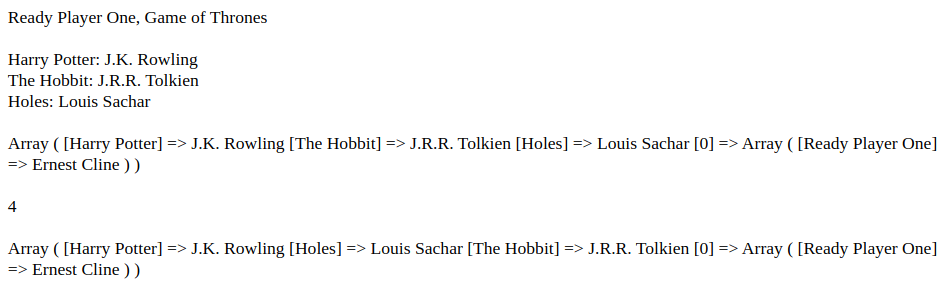 Ready Player One, Game of Thrones
Harry Potter: J.K. Rowling
The Hobbit: J.R.R. Tolkien
Holes: Louis Sachar
Array ( [Harry Potter] => J.K. Rowling [The Hobbit] => J.R.R. Tolkien [Holes] => Louis Sachar [0] => Array ( [Ready Player One]
=> Ernest Cline ) )
4
Array ( [Harry Potter] => J.K. Rowling [Holes] => Louis Sachar [The Hobbit] => J.R.R. Tolkien [0] => Array ( [Ready Player One]
=> Ernest Cline ) )